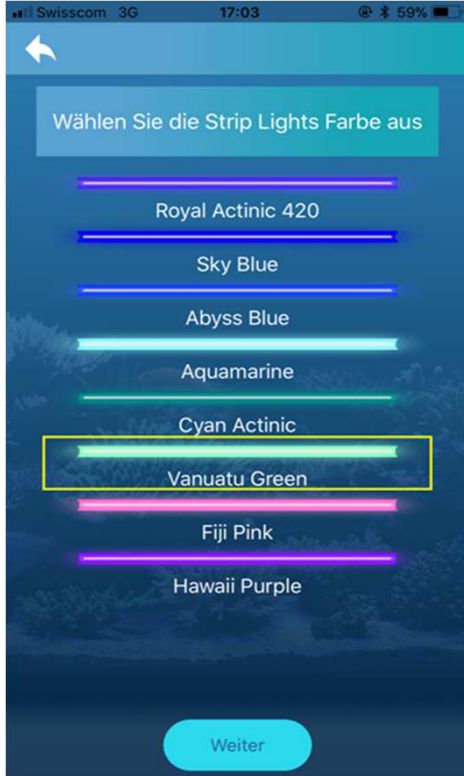 Swisscom 3G 17:03 59%
Wählen Sie die Strip Lights Farbe aus
Royal Actinic 420
Sky Blue
Abyss Blue
Aquamarine
Cyan Actinic
Vanuatu Green
Fiji Pink
Hawaii Purple
Weiter